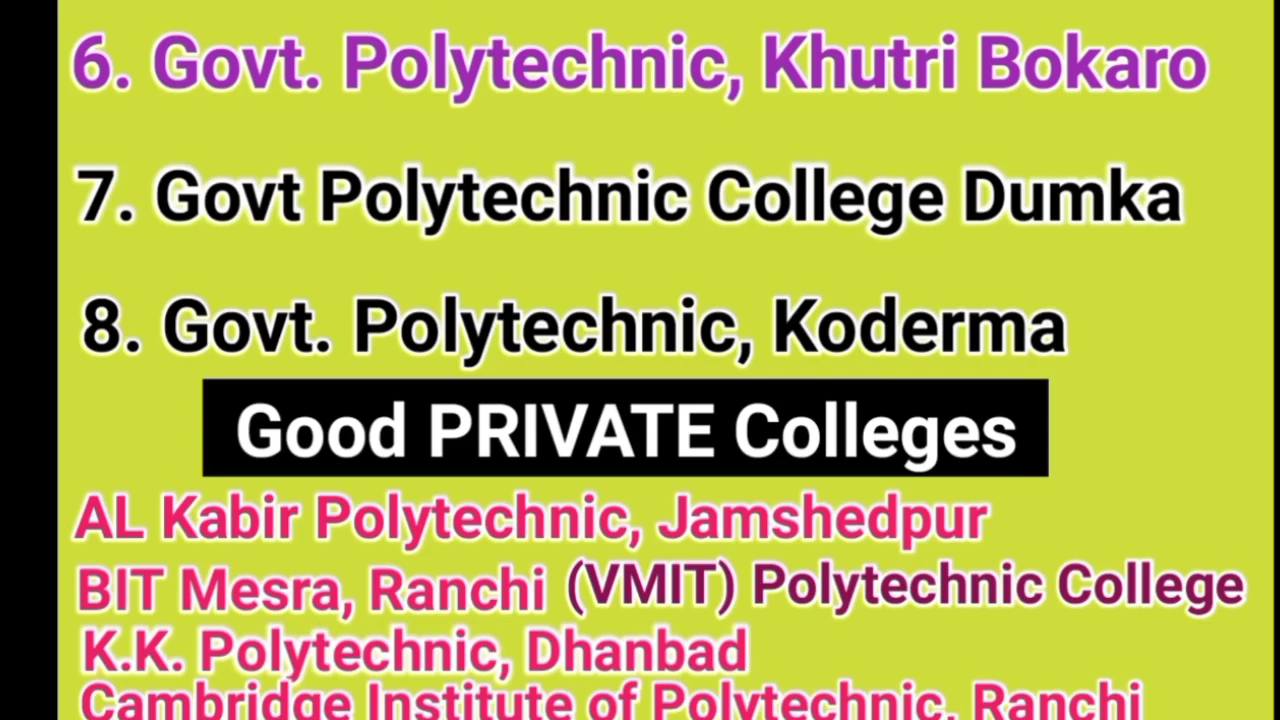 6. Govt. Polytechnic, Khutri Bokaro
7. Govt Polytechnic College Dumka
8. Govt. Polytechnic, Koderma
Good PRIVATE Colleges
AL Kabir Polytechnic, Jamshedpur
BIT Mesra, Ranchi (VMIT) Polytechnic College
K.K. Polytechnic, Dhanbad
Cambridge Institute of Polytechnic, Ranchi